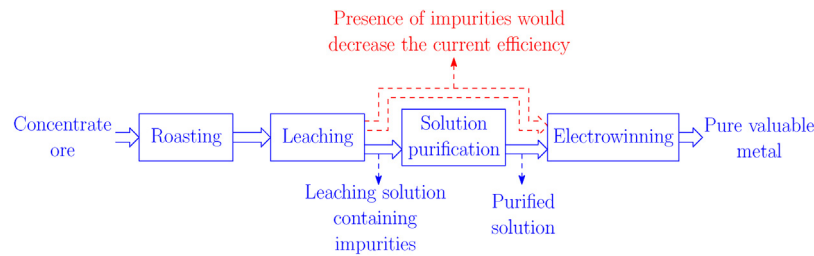 Presence of impurities would
decrease the current efficiency
Concentrate
ore
Roasting
Leaching
Solution
purification
Electrowinning
Pure valuable
metal
Leaching solution
containing
impurities
Purified
solution